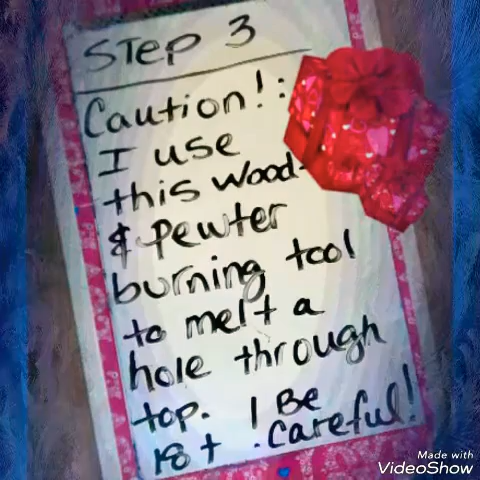 Step 3
Caution!:
I use
this Wood-
& Pewter
burning tool
to melt a
hole through
top. | Be
18+ .Careful!
Made with
VideoShow